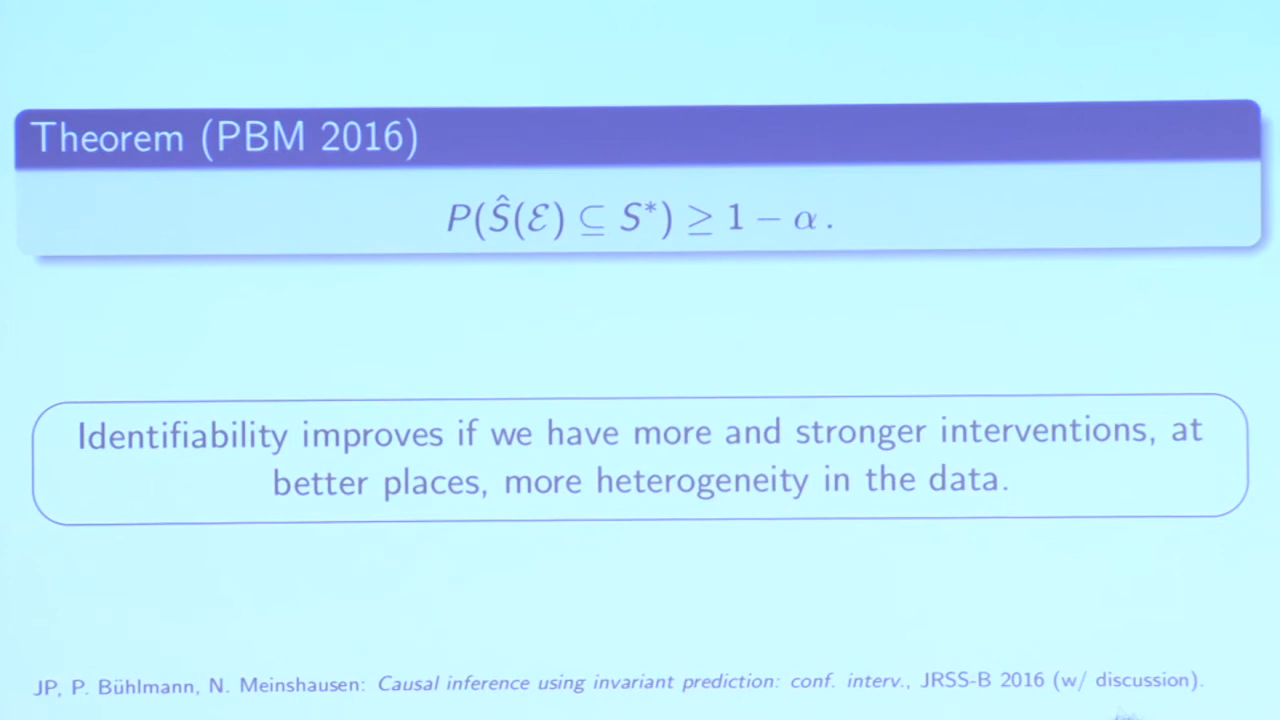 Theorem (PBM 2016)
P(Ŝ(ℰ) ⊆ S*) ≥ 1 − α .
Identifiability improves if we have more and stronger interventions, at
better places, more heterogeneity in the data.
JP, P. Bühlmann, N. Meinshausen: Causal inference using invariant prediction: conf. interv., JRSS-B 2016 (w/ discussion).